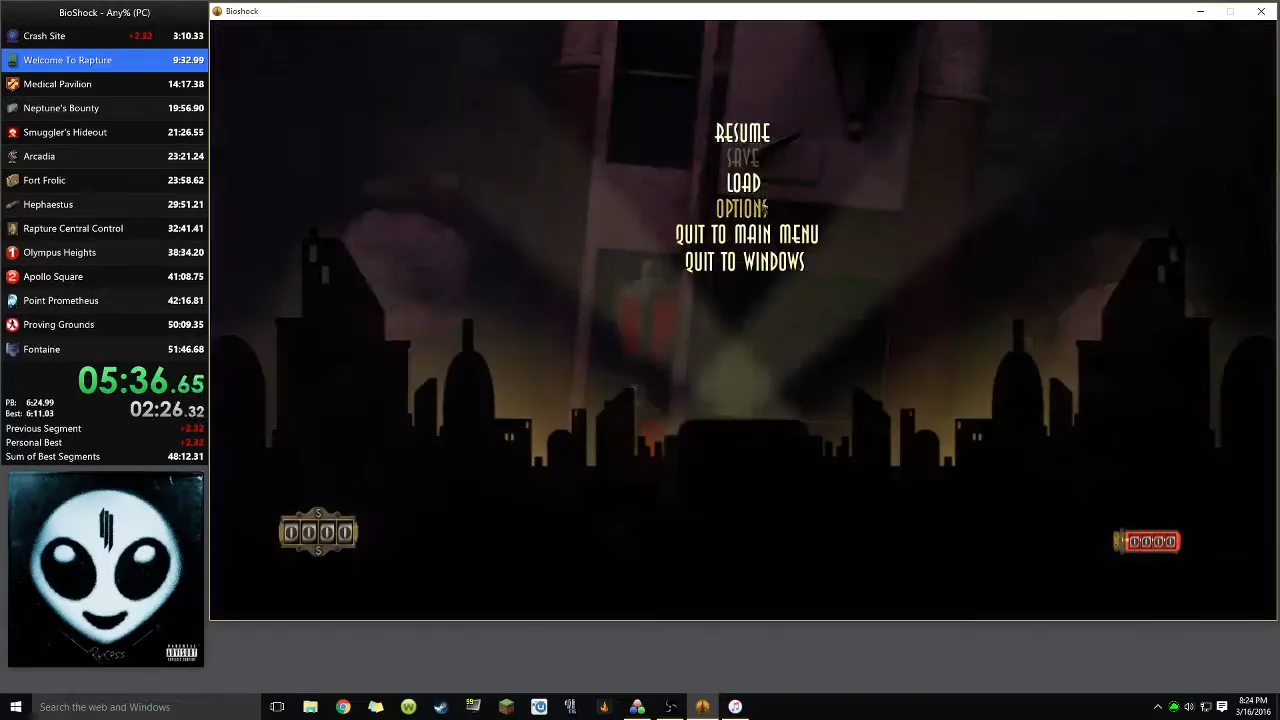 BioShock - Any% (PC)
Crash Site +2.32 3:10.33
Welcome To Rapture 9:32.99
Medical Pavilion 14:17.38
Neptune's Bounty 19:56.90
Smuggler's Hideout 21:26.55
Arcadia 23:21.24
Fort Frolic 23:58.62
Hephaestus 29:51.21
Rapture Central Control 32:41.41
Olympus Heights 38:34.20
Apollo Square 41:08.75
Point Prometheus 42:16.81
Proving Grounds 50:09.35
Fontaine 51:46.68
05:36.65
PB: 6:24.99
Best: 6:11.03
02:26.32
Previous Segment +2.32
Personal Best +2.32
Sum of Best Segments 48:12.31
Recess
PARENTAL
ADVISORY
EXPLICIT CONTENT
Bioshock
RESUME
SAVE
LOAD
OPTIONS
QUIT TO MAIN MENU
QUIT TO WINDOWS
$
0000
$
0000
Search the web and Windows
8:24 PM
3/16/2016